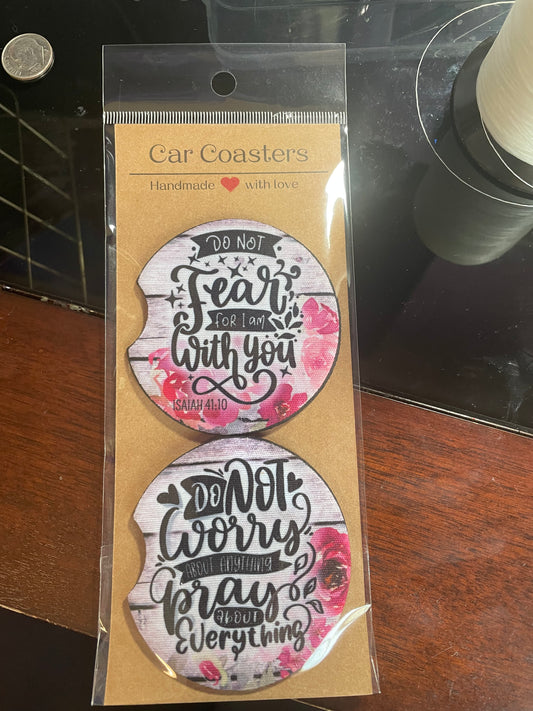 Car Coasters
Handmade with love
DO NOT
Fear
FOR I AM
with you
ISAIAH 41:10
DO NOT
Worry
ABOUT ANYTHING
pray
ABOUT
Everything